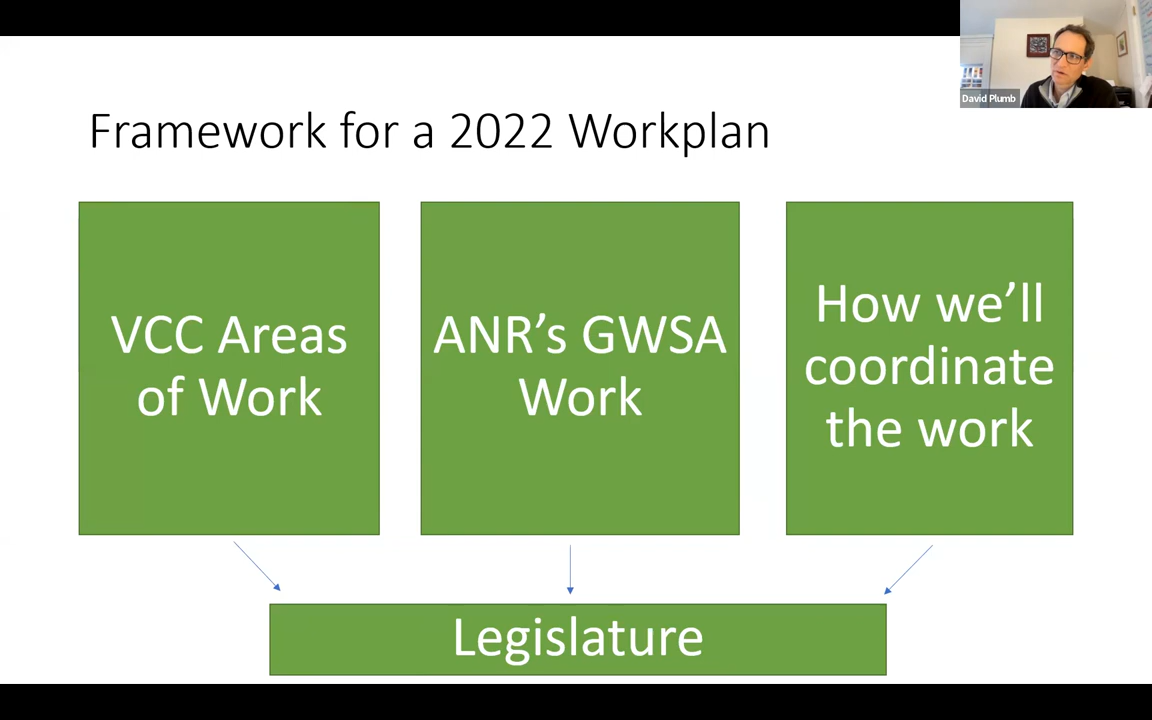 David Plumb
Framework for a 2022 Workplan
VCC Areas
of Work
ANR’s GWSA
Work
How we’ll
coordinate
the work
Legislature